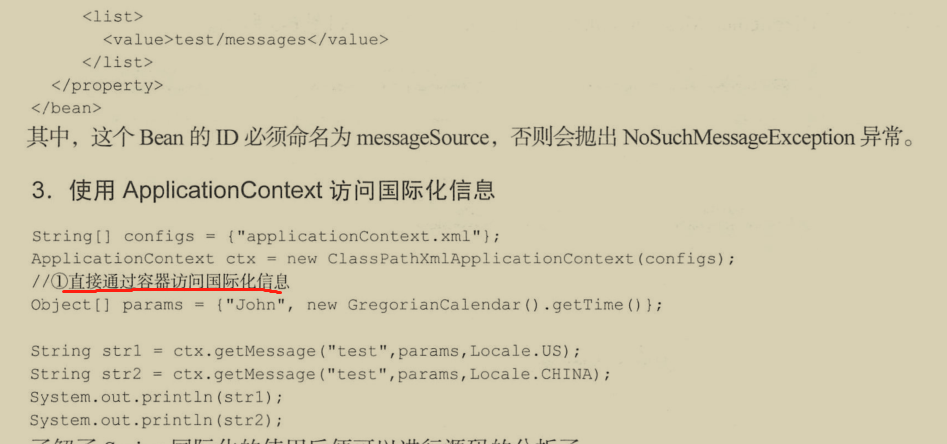 <list>
<value>test/messages</value>
</list>
</property>
</bean>
其中，这个 Bean 的 ID 必须命名为 messageSource，否则会抛出 NoSuchMessageException 异常。
3．使用 ApplicationContext 访问国际化信息
String[] configs = {"applicationContext.xml"};
ApplicationContext ctx = new ClassPathXmlApplicationContext(configs);
//①直接通过容器访问国际化信息
Object[] params = {"John", new GregorianCalendar().getTime()};
String str1 = ctx.getMessage("test",params,Locale.US);
String str2 = ctx.getMessage("test",params,Locale.CHINA);
System.out.println(str1);
System.out.println(str2);